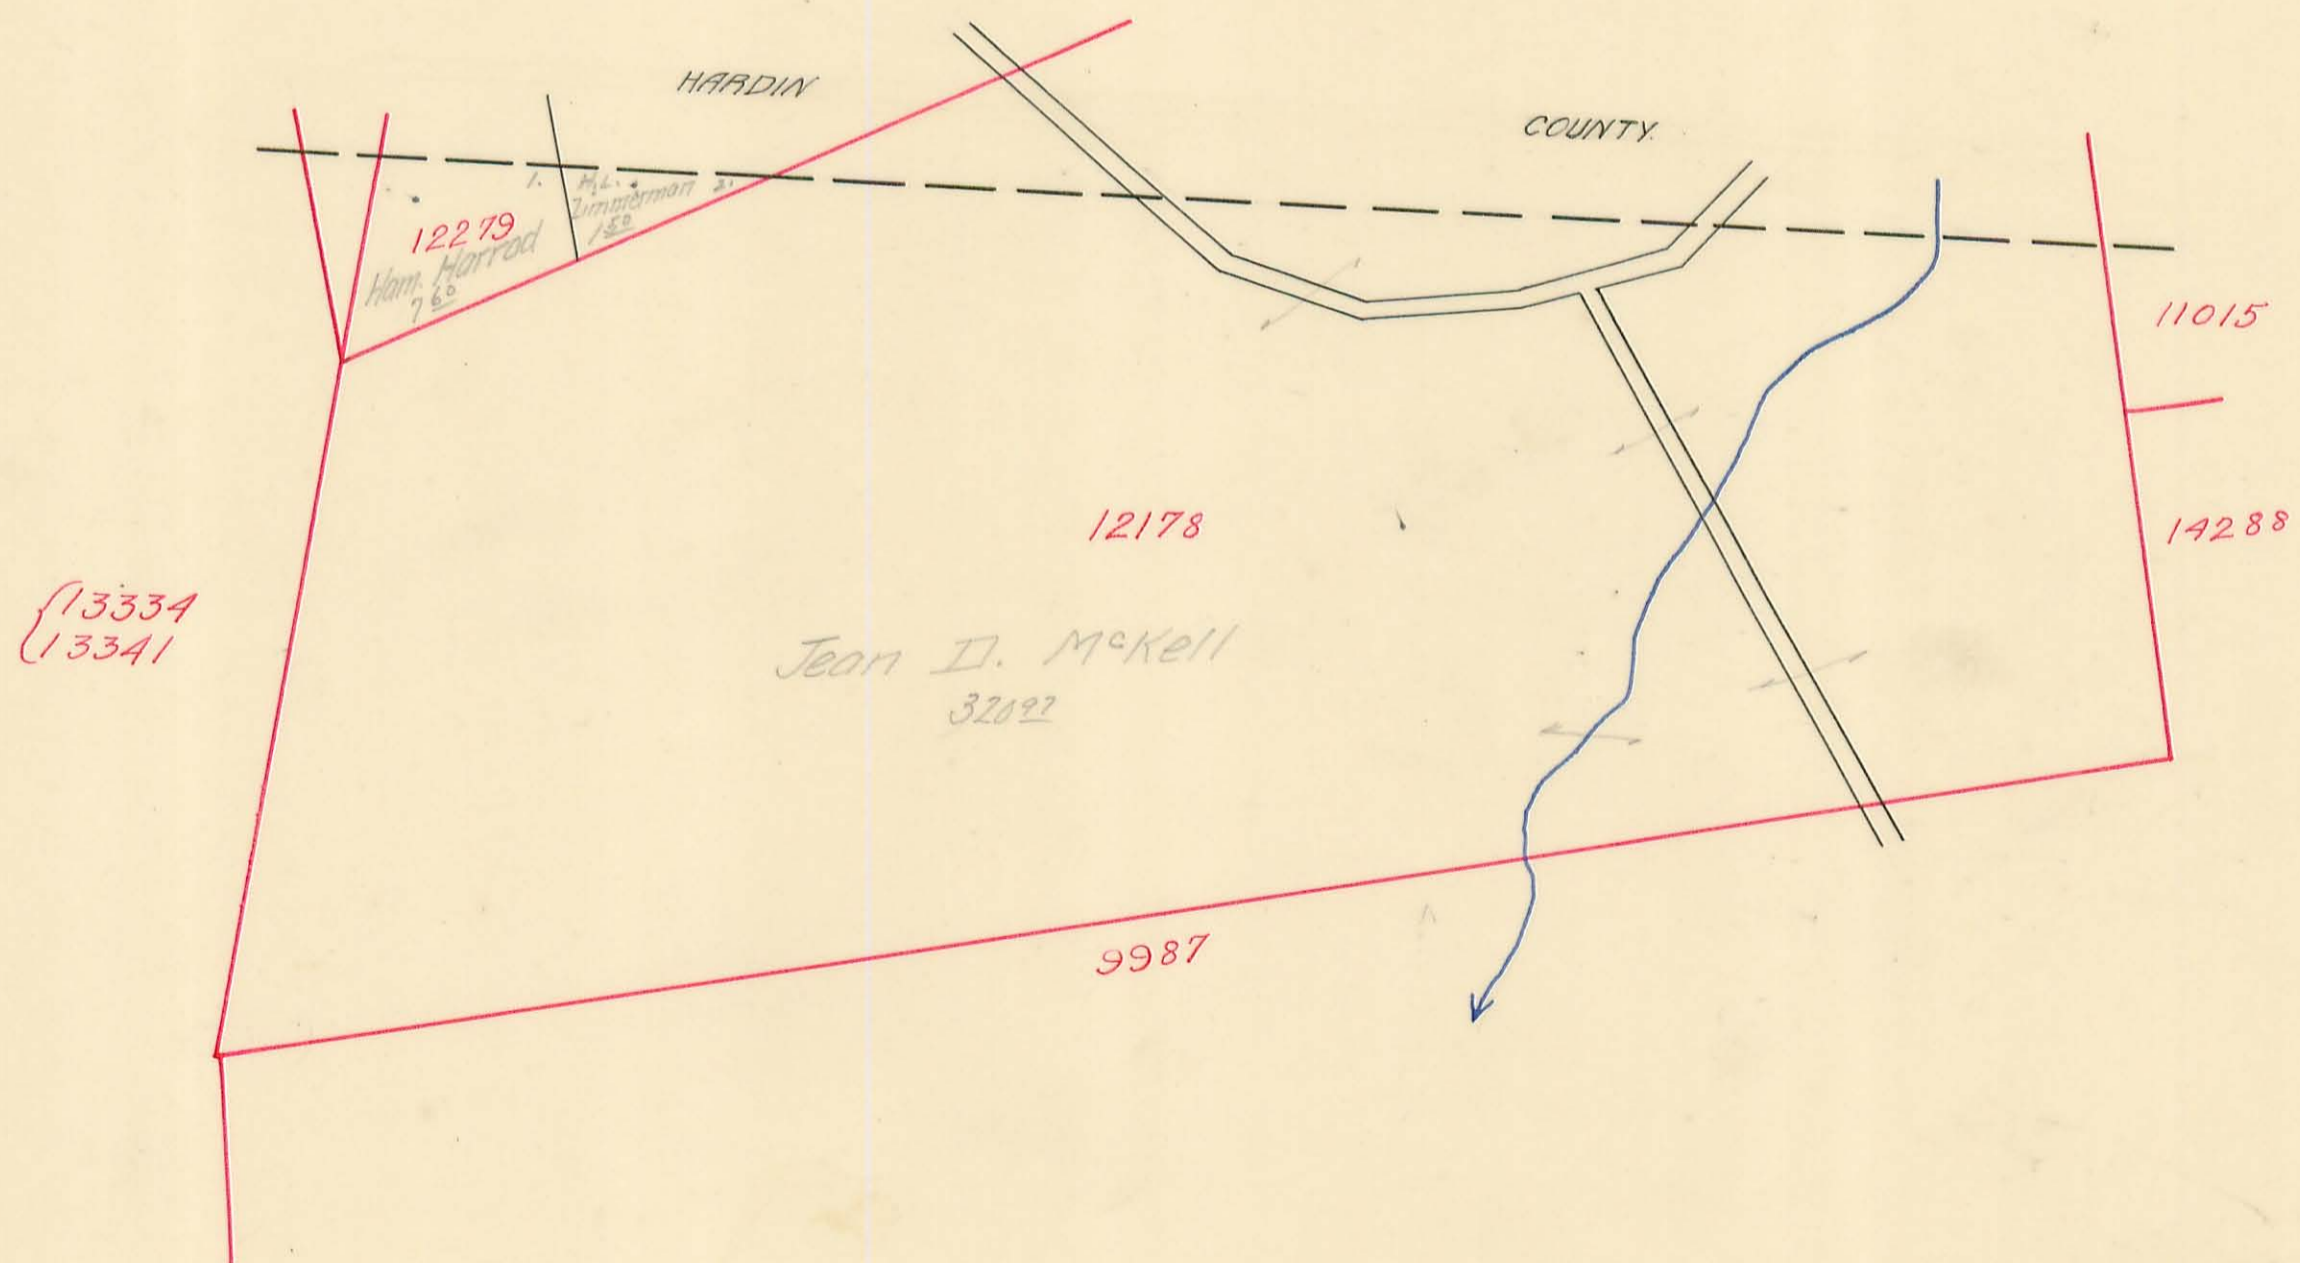 HARDIN
COUNTY.
1.
H.L.
Zimmerman 2.
1 50
12279
Ham. Harrod
7 60
11015
12178
14288
{13334
13341
Jean D. McKell
320 97
9987